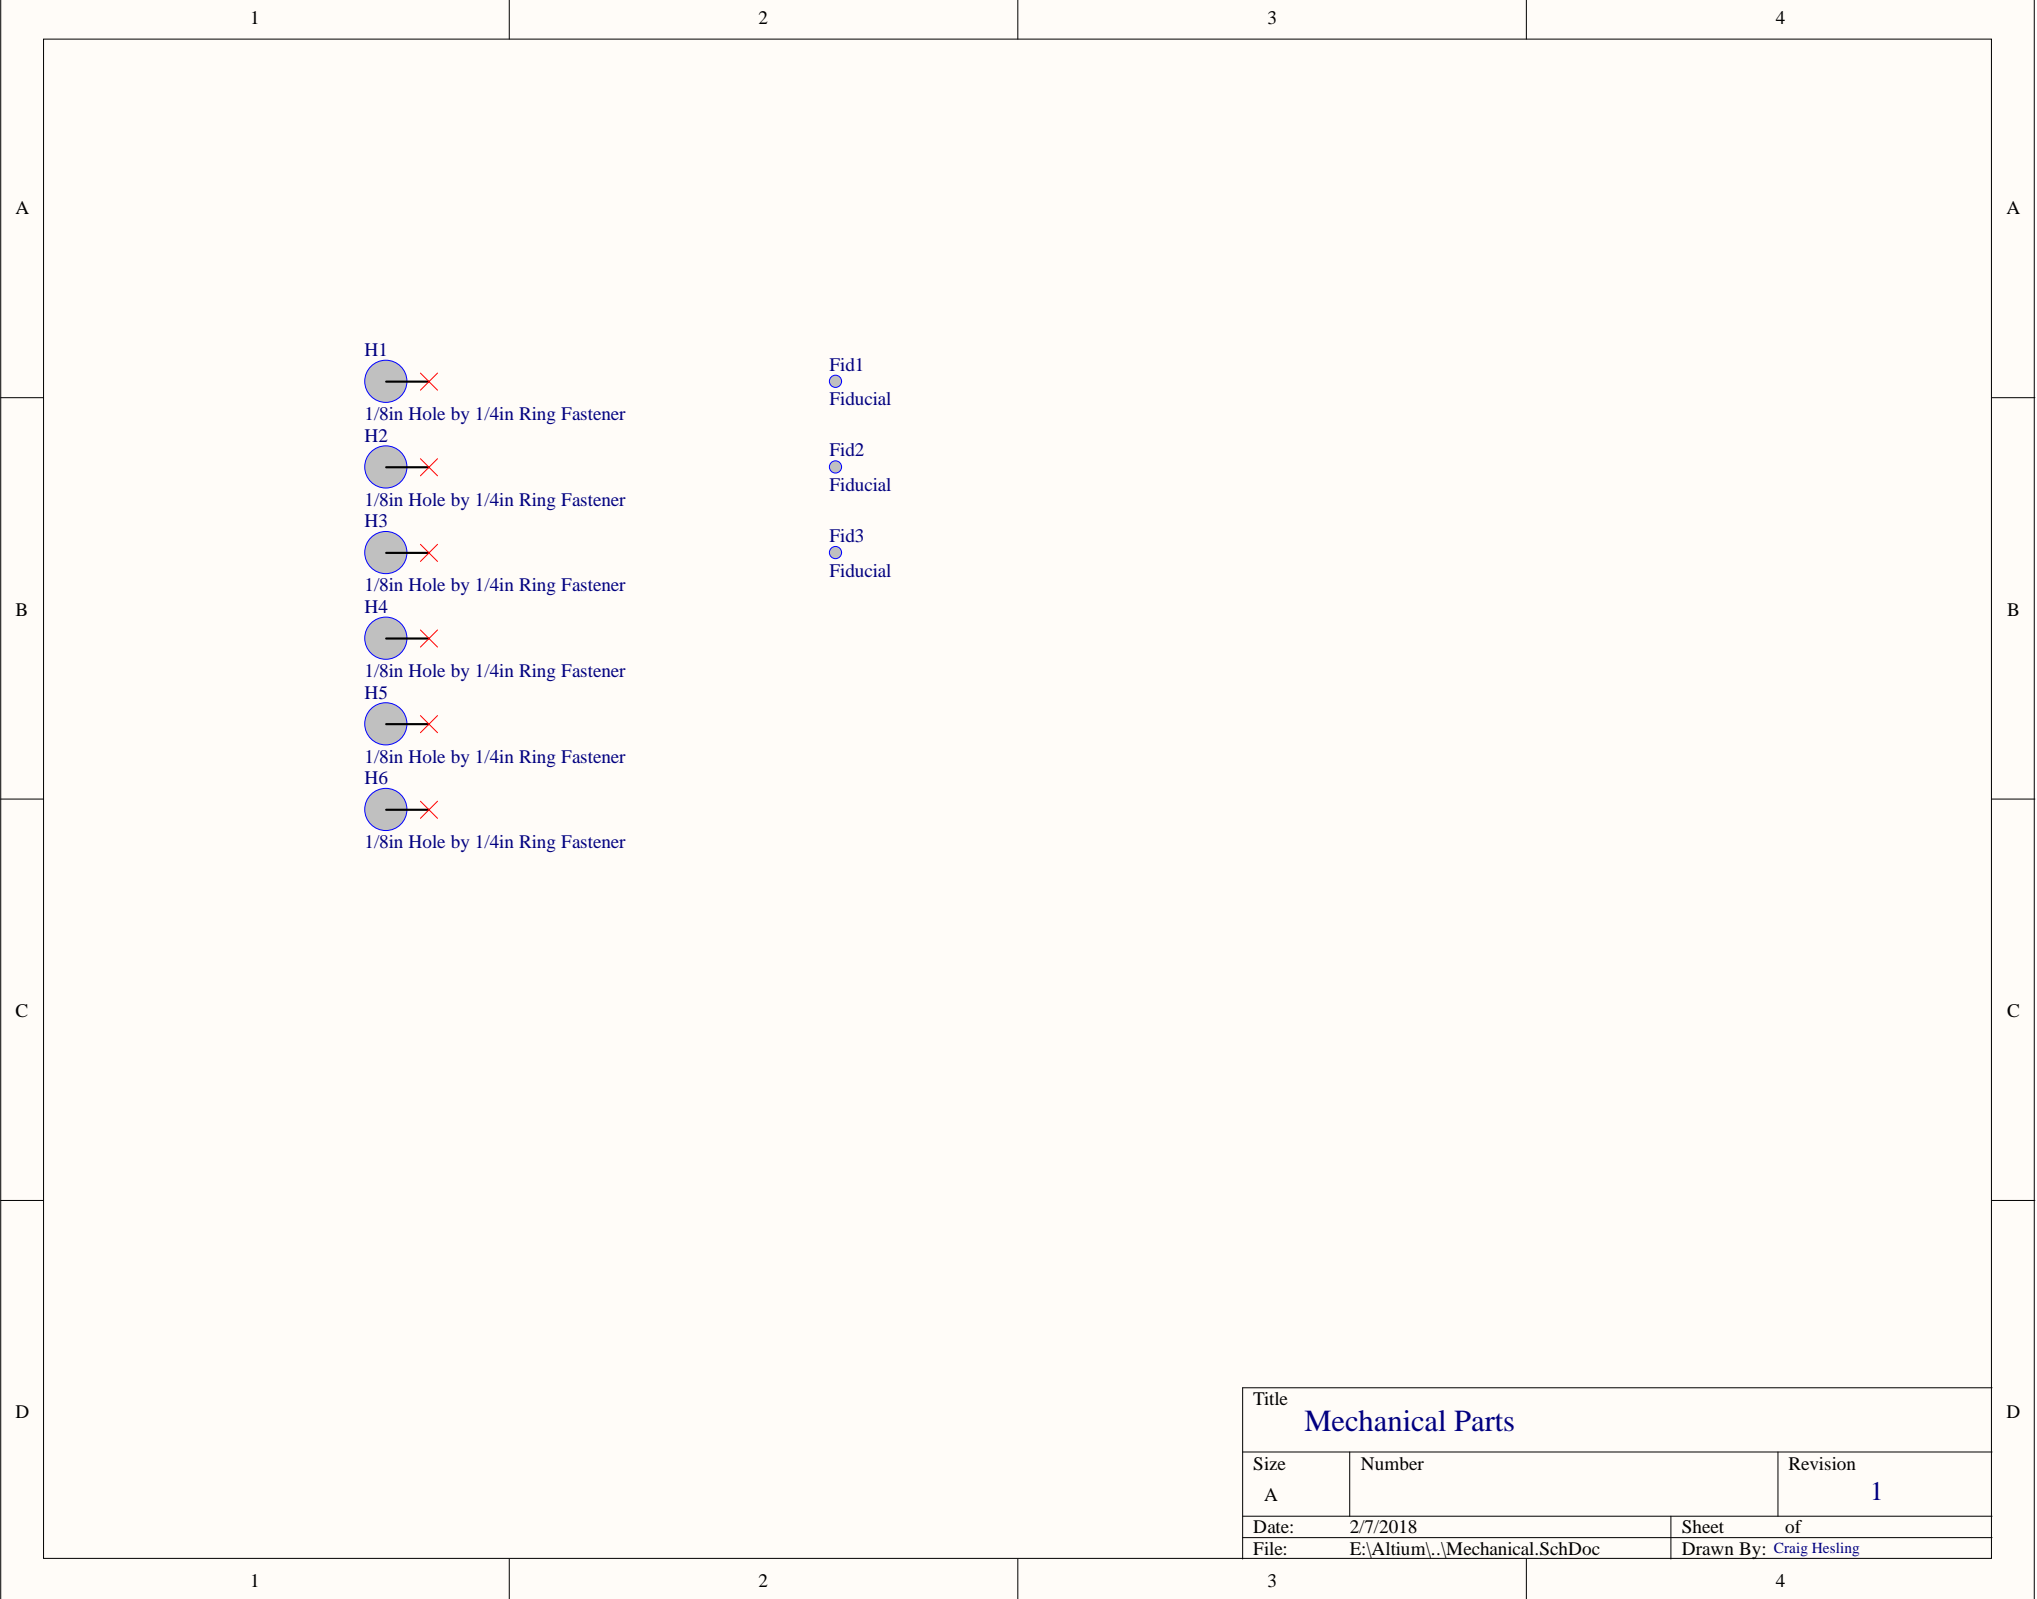 1 2 3 4
A A
H1
1/8in Hole by 1/4in Ring Fastener
H2
1/8in Hole by 1/4in Ring Fastener
H3
1/8in Hole by 1/4in Ring Fastener
H4
1/8in Hole by 1/4in Ring Fastener
H5
1/8in Hole by 1/4in Ring Fastener
H6
1/8in Hole by 1/4in Ring Fastener
Fid1
Fiducial
Fid2
Fiducial
Fid3
Fiducial
B B
C C
D D
Title
Mechanical Parts
Size Number Revision
A 1
Date: 2/7/2018 Sheet of
File: E:\Altium\..\Mechanical.SchDoc Drawn By: Craig Hesling
1 2 3 4